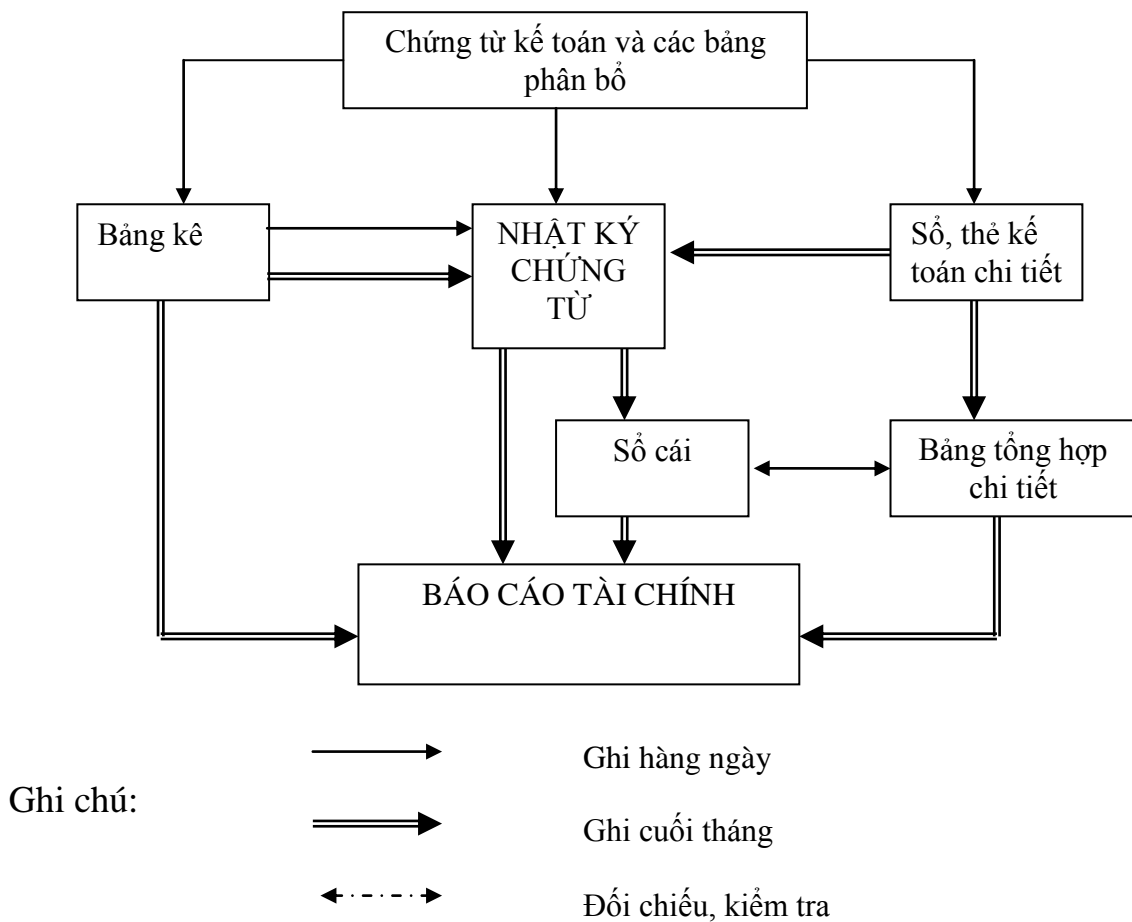 Chứng từ kế toán và các bảng
phân bổ
Bảng kê
NHẬT KÝ
CHỨNG
TỪ
Sổ, thẻ kế
toán chi tiết
Sổ cái
Bảng tổng hợp
chi tiết
BÁO CÁO TÀI CHÍNH
Ghi chú:
Ghi hàng ngày
Ghi cuối tháng
Đối chiếu, kiểm tra